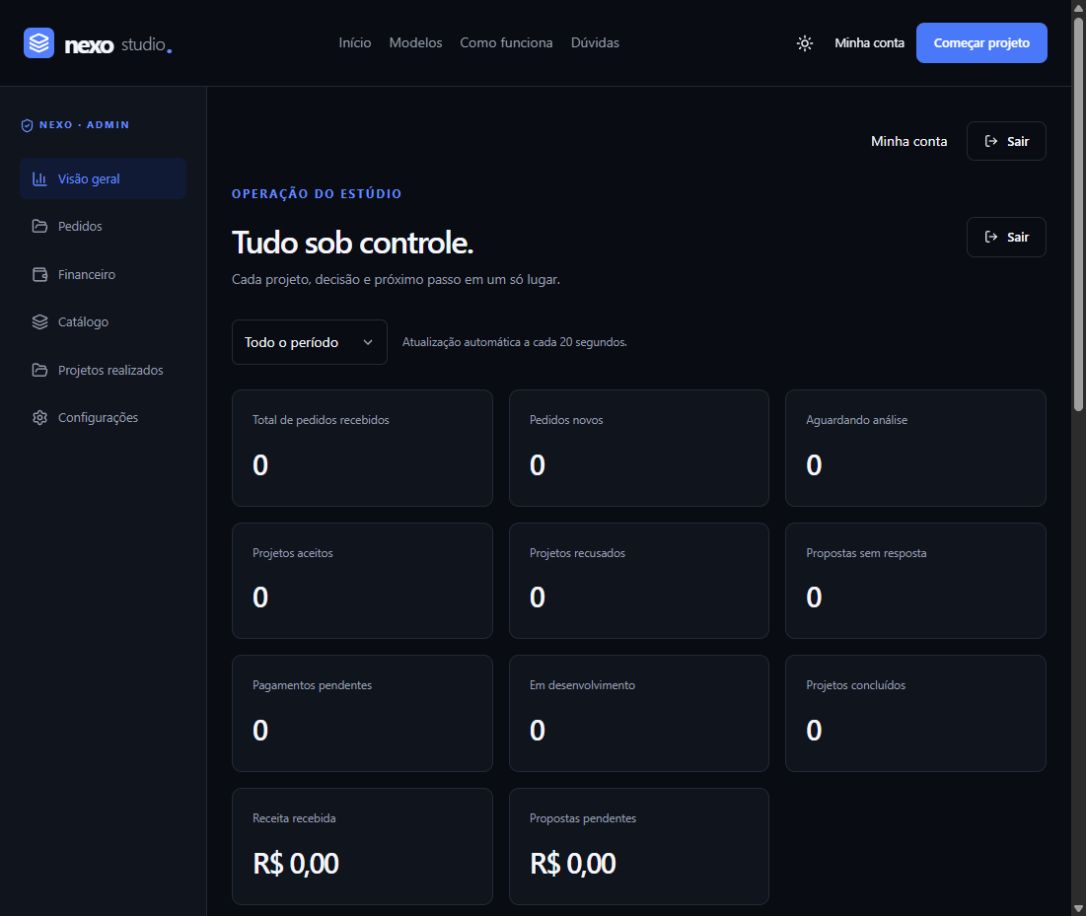 nexo studio.
Início Modelos Como funciona Dúvidas
Minha conta
Começar projeto
NEXO · ADMIN
Visão geral
Pedidos
Financeiro
Catálogo
Projetos realizados
Configurações
Minha conta
Sair
OPERAÇÃO DO ESTÚDIO
Tudo sob controle.
Sair
Cada projeto, decisão e próximo passo em um só lugar.
Todo o período
Atualização automática a cada 20 segundos.
Total de pedidos recebidos
0
Pedidos novos
0
Aguardando análise
0
Projetos aceitos
0
Projetos recusados
0
Propostas sem resposta
0
Pagamentos pendentes
0
Em desenvolvimento
0
Projetos concluídos
0
Receita recebida
R$ 0,00
Propostas pendentes
R$ 0,00